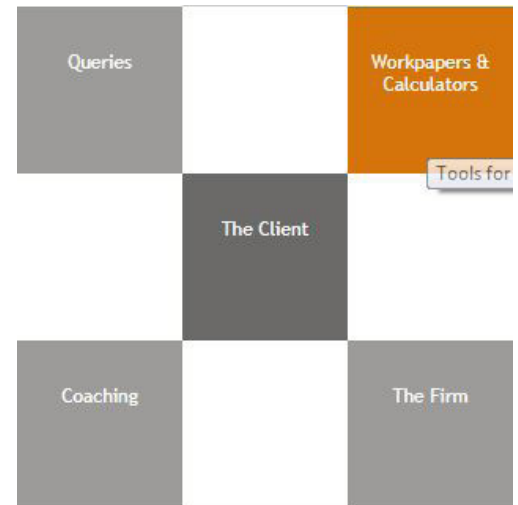 Queries
Workpapers &
Calculators
Tools for
The Client
Coaching
The Firm